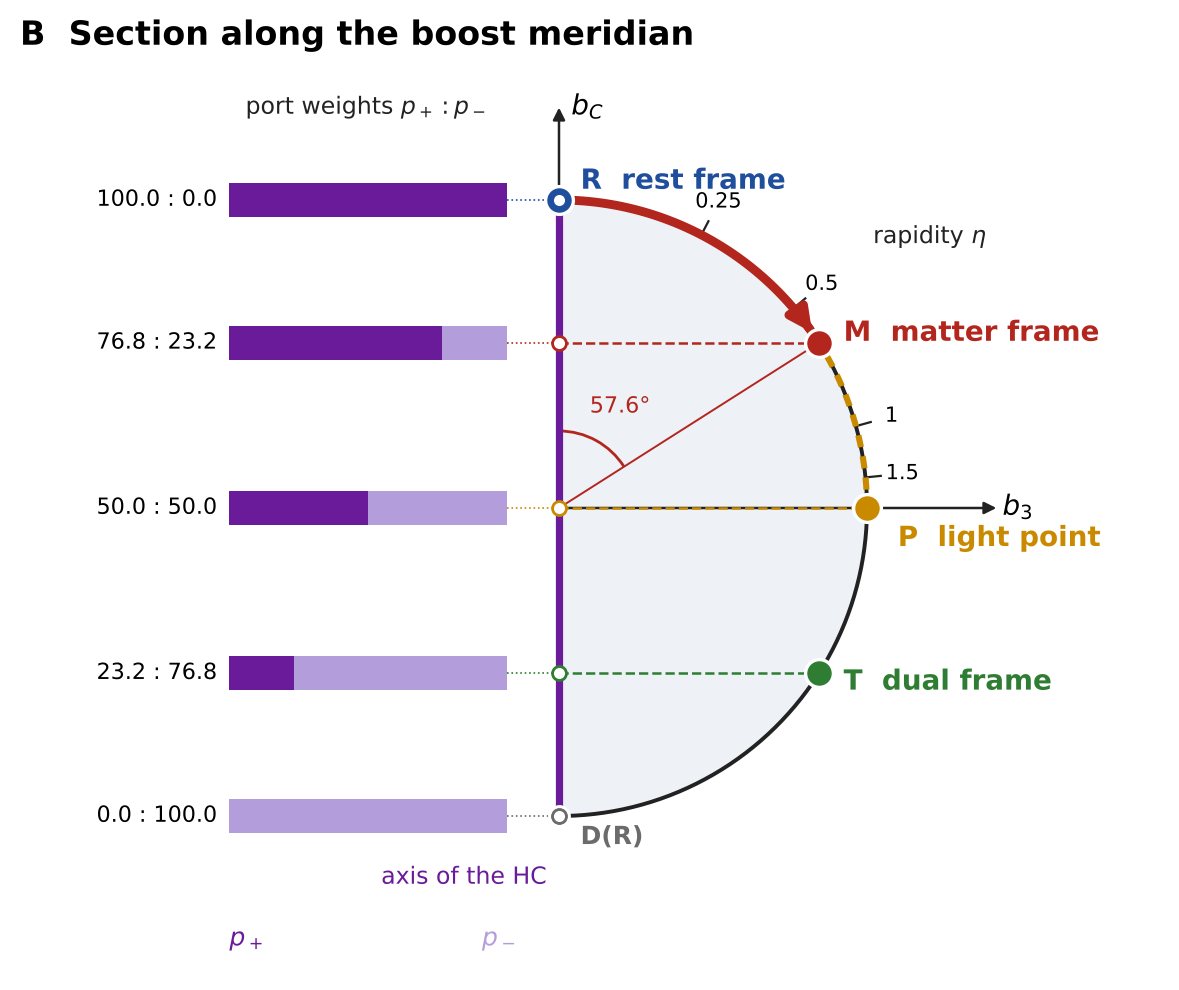 B Section along the boost meridian
port weights p₊ : p₋
b_C
100.0 : 0.0
R rest frame
0.25
rapidity η
0.5
76.8 : 23.2
M matter frame
57.6°
1
1.5
50.0 : 50.0
b₃
P light point
23.2 : 76.8
T dual frame
0.0 : 100.0
D(R)
axis of the HC
p₊
p₋